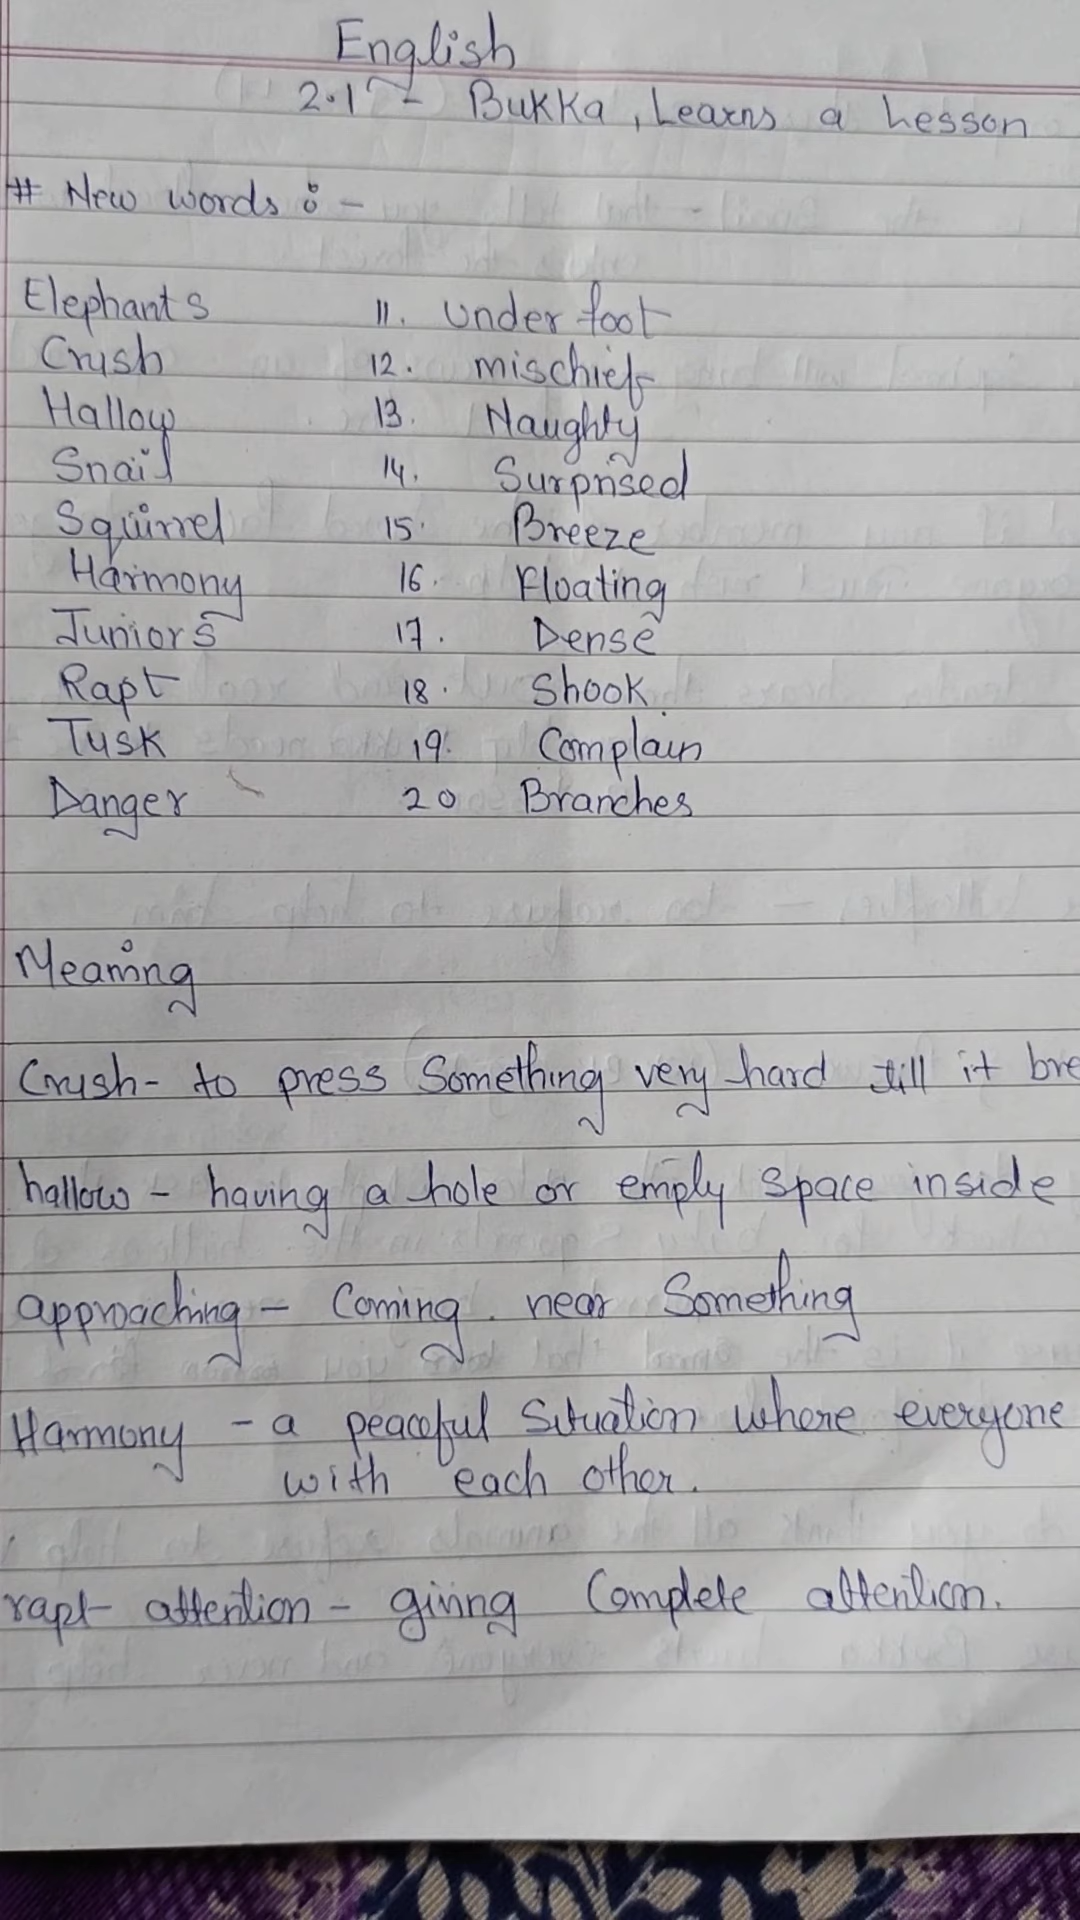 English
2.1 - Bukka, Learns a Lesson
# New words :-
Elephants 11. Under foot
Crush 12. mischief
Hallow 13. Naughty
Snail 14. Surprised
Squirrel 15. Breeze
Harmony 16. Floating
Juniors 17. Dense
Rapt 18. Shook
Tusk 19. Complain
Danger 20 Branches
Meaning
Crush - to press Something very hard till it bre
hallow - having a hole or emply space inside
approaching - Coming near Something
Harmony - a peaceful Situation where everyone
with each other.
rapt attention - giving Complete attention.